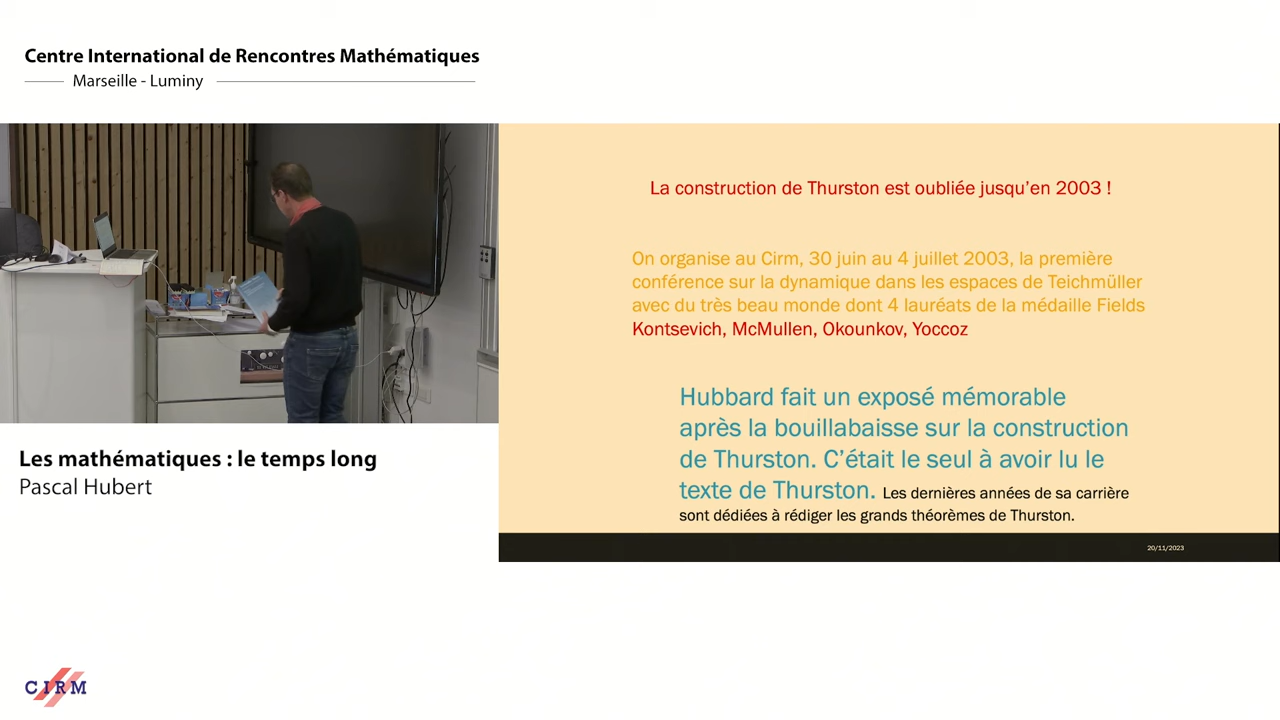 Centre International de Rencontres Mathématiques
Marseille - Luminy
La construction de Thurston est oubliée jusqu'en 2003 !
On organise au Cirm, 30 juin au 4 juillet 2003, la première
conférence sur la dynamique dans les espaces de Teichmüller
avec du très beau monde dont 4 lauréats de la médaille Fields
Kontsevich, McMullen, Okounkov, Yoccoz
Hubbard fait un exposé mémorable
après la bouillabaisse sur la construction
de Thurston. C'était le seul à avoir lu le
texte de Thurston. Les dernières années de sa carrière
sont dédiées à rédiger les grands théorèmes de Thurston.
20/11/2023
Les mathématiques : le temps long
Pascal Hubert
CIRM